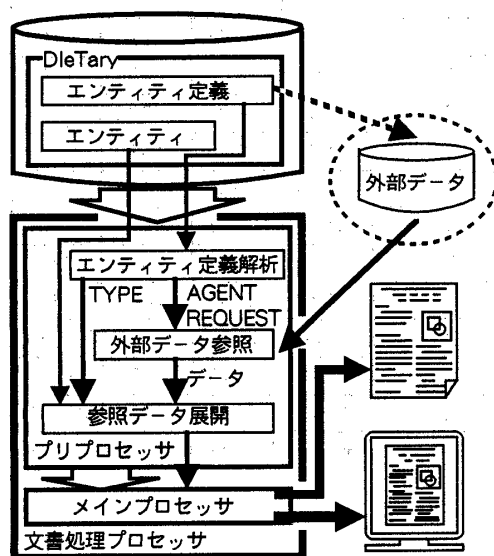 DIeTary
エンティティ定義
エンティティ
外部データ
エンティティ定義解析
TYPE
AGENT
REQUEST
外部データ参照
データ
参照データ展開
プリプロセッサ
メインプロセッサ
文書処理プロセッサ